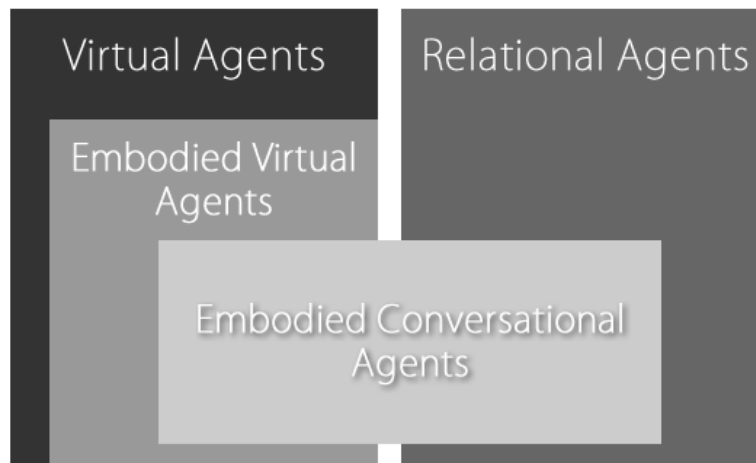 Virtual Agents
Relational Agents
Embodied Virtual
Agents
Embodied Conversational
Agents